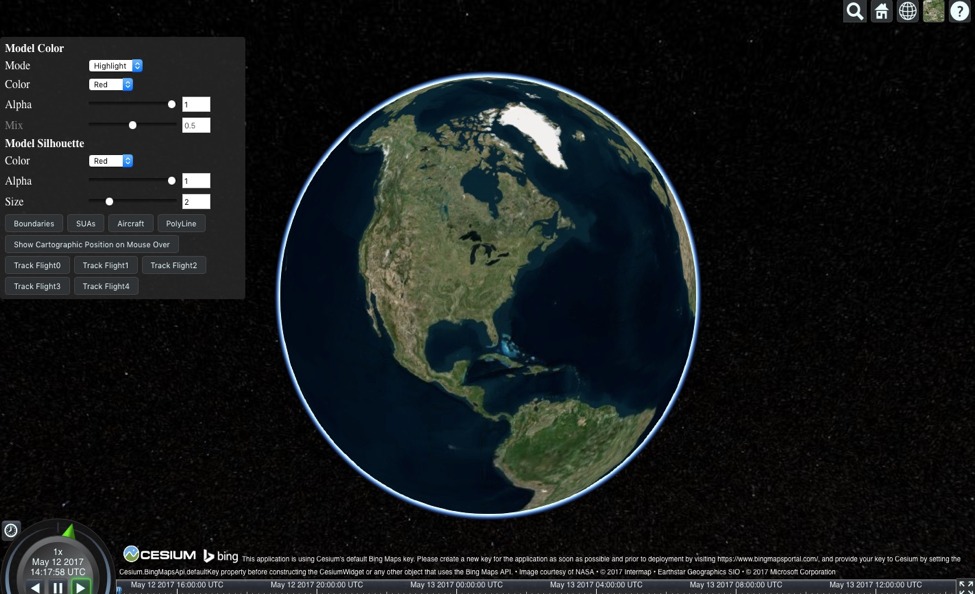 ?
Model Color
Mode Highlight
Color Red
Alpha 1
Mix 0.5
Model Silhouette
Color Red
Alpha 1
Size 2
Boundaries SUAs Aircraft PolyLine
Show Cartographic Position on Mouse Over
Track Flight0 Track Flight1 Track Flight2
Track Flight3 Track Flight4
1x
May 12 2017
14:17:58 UTC
CESIUM bing This application is using Cesium's default Bing Maps key. Please create a new key for the application as soon as possible and prior to deployment by visiting https://www.bingmapsportal.com/, and provide your key to Cesium by setting the
Cesium.BingMapsApi.defaultKey property before constructing the CesiumWidget or any other object that uses the Bing Maps API. • Image courtesy of NASA • © 2017 Intermap • Earthstar Geographics SIO • © 2017 Microsoft Corporation
May 12 2017 16:00:00 UTC May 12 2017 20:00:00 UTC May 13 2017 00:00:00 UTC May 13 2017 04:00:00 UTC May 13 2017 08:00:00 UTC May 13 2017 12:00:00 UTC